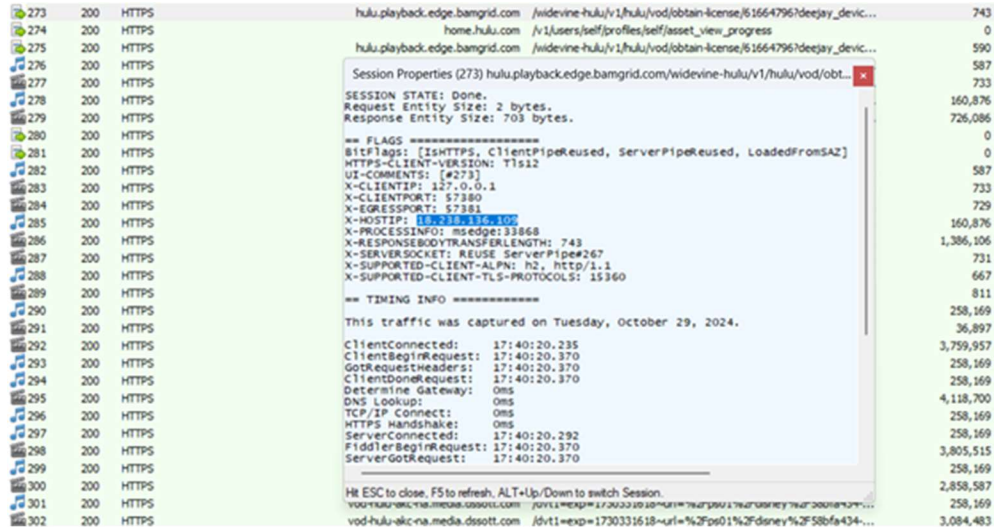 273 200 HTTPS hulu.playback.edge.bamgrid.com /widevine-hulu/v1/hulu/vod/obtain-license/61664796?deejay_devic... 743
274 200 HTTPS home.hulu.com /v1/users/self/profiles/self/asset_view_progress 0
275 200 HTTPS hulu.playback.edge.bamgrid.com /widevine-hulu/v1/hulu/vod/obtain-license/61664796?deejay_devic... 590
276 200 HTTPS 587
277 200 HTTPS 733
278 200 HTTPS 160,876
279 200 HTTPS 726,086
280 200 HTTPS 0
281 200 HTTPS 0
282 200 HTTPS 587
283 200 HTTPS 733
284 200 HTTPS 729
285 200 HTTPS 160,876
286 200 HTTPS 1,386,106
287 200 HTTPS 731
288 200 HTTPS 667
289 200 HTTPS 811
290 200 HTTPS 258,169
291 200 HTTPS 36,897
292 200 HTTPS 3,759,957
293 200 HTTPS 258,169
294 200 HTTPS 258,169
295 200 HTTPS 4,118,700
296 200 HTTPS 258,169
297 200 HTTPS 258,169
298 200 HTTPS 3,805,515
299 200 HTTPS 258,169
300 200 HTTPS 2,858,587
301 200 HTTPS vod-hulu-akc-na.media.dssott.com 258,169
302 200 HTTPS vod-hulu-akc-na.media.dssott.com /dvt1=exp=1730331618~url=%2Fps01%2Fdisney%2F58bfa434-... 3,084,483
Session Properties (273) hulu.playback.edge.bamgrid.com/widevine-hulu/v1/hulu/vod/obt...
SESSION STATE: Done.
Request Entity Size: 2 bytes.
Response Entity Size: 703 bytes.
== FLAGS ==================
BitFlags: [IsHTTPS, ClientPipeReused, ServerPipeReused, LoadedFromSAZ]
HTTPS-CLIENT-VERSION: Tls12
UI-COMMENTS: [#273]
X-CLIENTIP: 127.0.0.1
X-CLIENTPORT: 57380
X-EGRESSPORT: 57381
X-HOSTIP: 18.238.136.109
X-PROCESSINFO: msedge:33868
X-RESPONSEBODYTRANSFERLENGTH: 743
X-SERVERSOCKET: REUSE ServerPipe#267
X-SUPPORTED-CLIENT-ALPN: h2, http/1.1
X-SUPPORTED-CLIENT-TLS-PROTOCOLS: 15360
== TIMING INFO ============
This traffic was captured on Tuesday, October 29, 2024.
ClientConnected: 17:40:20.235
ClientBeginRequest: 17:40:20.370
GotRequestHeaders: 17:40:20.370
ClientDoneRequest: 17:40:20.370
Determine Gateway: 0ms
DNS Lookup: 0ms
TCP/IP Connect: 0ms
HTTPS Handshake: 0ms
ServerConnected: 17:40:20.292
FiddlerBeginRequest: 17:40:20.370
ServerGotRequest: 17:40:20.370
Hit ESC to close, F5 to refresh, ALT+Up/Down to switch Session.